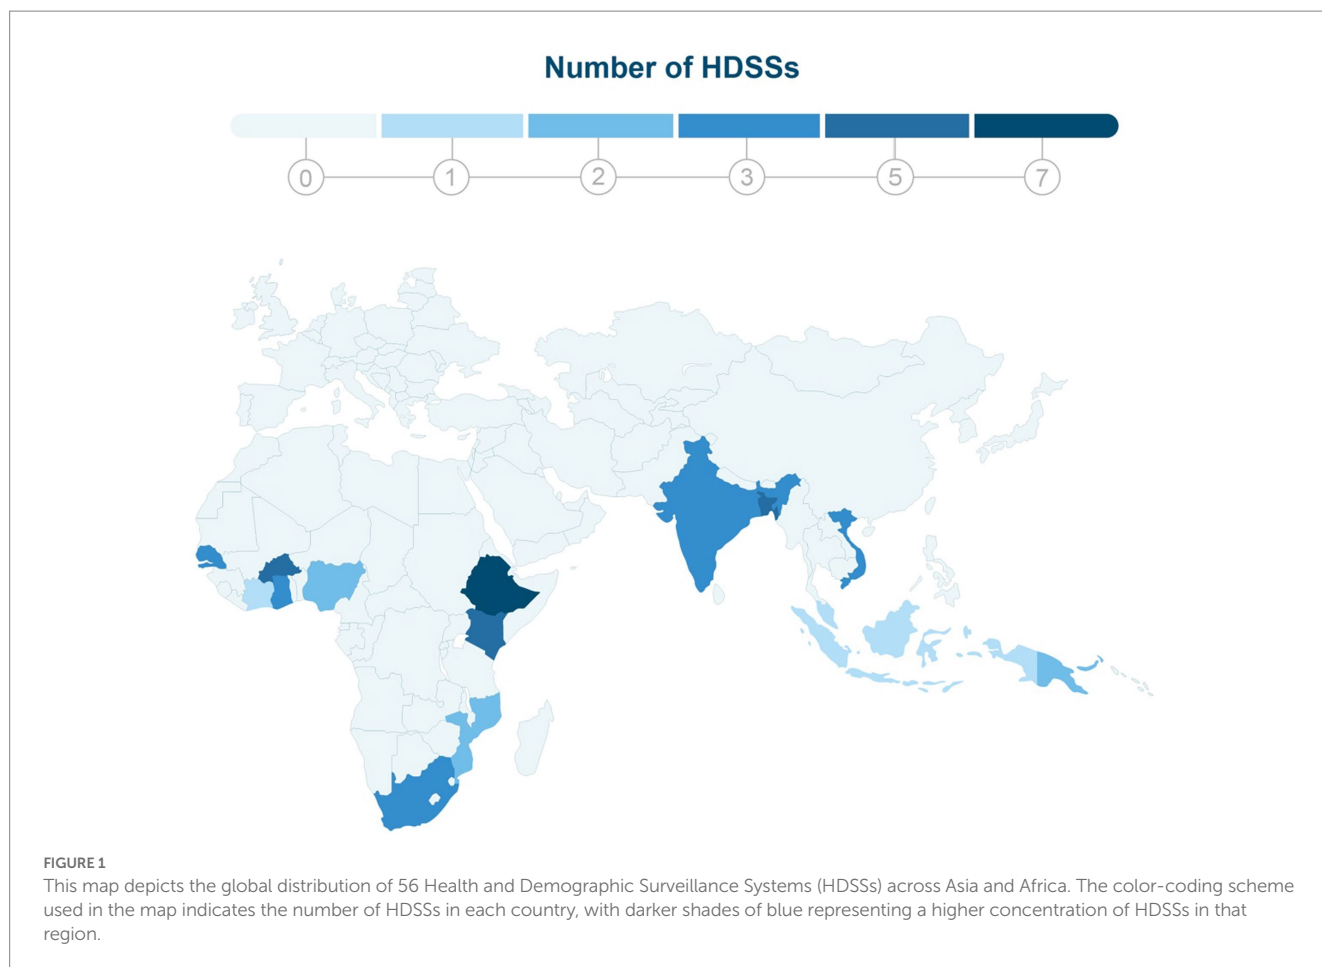 Number of HDSSs
0 1 2 3 5 7
FIGURE 1
This map depicts the global distribution of 56 Health and Demographic Surveillance Systems (HDSSs) across Asia and Africa. The color-coding scheme
used in the map indicates the number of HDSSs in each country, with darker shades of blue representing a higher concentration of HDSSs in that
region.